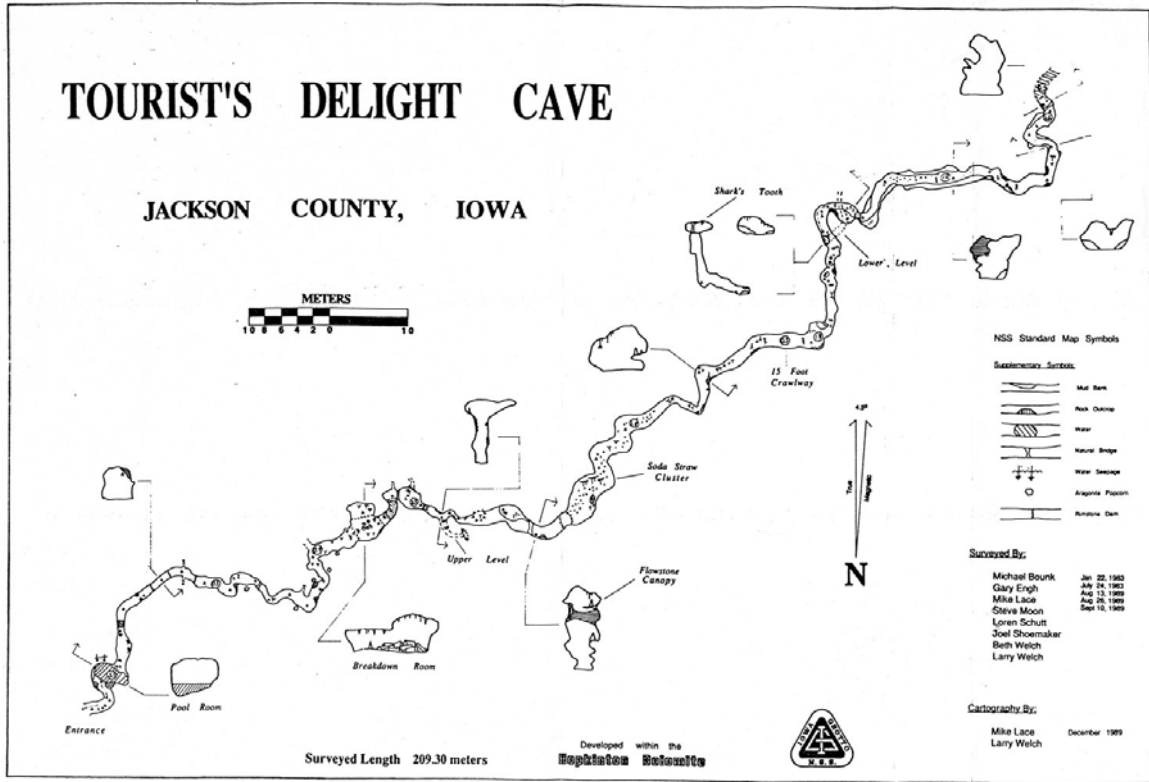 TOURIST'S DELIGHT CAVE
JACKSON COUNTY, IOWA
METERS
10 8 6 4 2 0 10
Shark's Tooth
Lower Level
15 Foot
Crawlway
Soda Straw
Cluster
Upper Level
Flowstone
Canopy
Breakdown Room
Pool Room
Entrance
NSS Standard Map Symbols
Supplementary Symbols:
Mud Bank
Rock Outcrop
Water
Natural Bridge
Water Seepage
Aragonite Popcorn
Rimstone Dam
True
Magnetic
N
Surveyed By:
Michael Bounk
Gary Engh
Mike Lace
Steve Moon
Loren Schutt
Joel Shoemaker
Beth Welch
Larry Welch
Jan 22, 1983
July 24, 1983
Aug 13, 1989
Aug 26, 1989
Sept 10, 1989
Cartography By:
Mike Lace
Larry Welch
December 1989
Surveyed Length 209.30 meters
Developed within the
Hopkinton Dolomite
IOWA GROTTO
N.S.S.